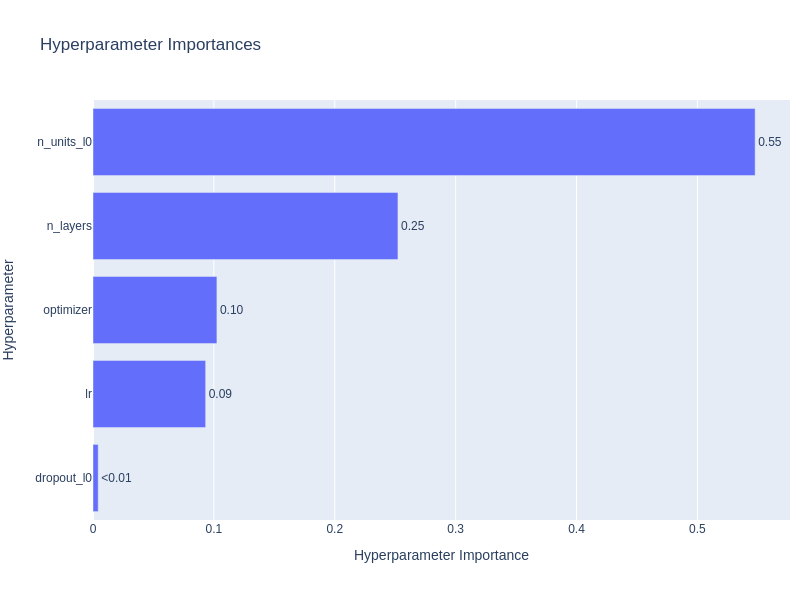 Hyperparameter Importances
n_units_l0
0.55
n_layers
0.25
optimizer
0.10
lr
0.09
dropout_l0
<0.01
0 0.1 0.2 0.3 0.4 0.5
Hyperparameter Importance
Hyperparameter